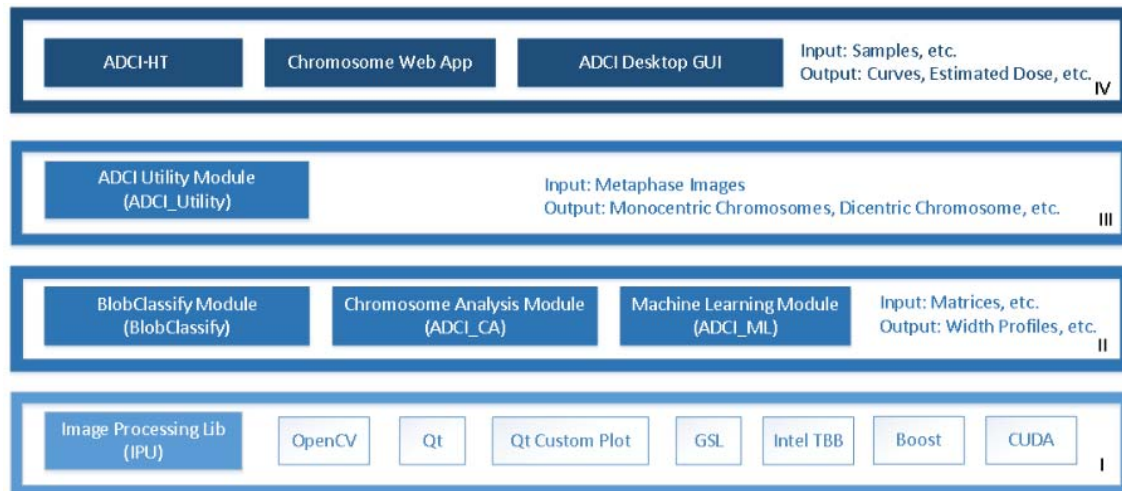 ADCI-HT
Chromosome Web App
ADCI Desktop GUI
Input: Samples, etc.
Output: Curves, Estimated Dose, etc.
IV
ADCI Utility Module
(ADCI_Utility)
Input: Metaphase Images
Output: Monocentric Chromosomes, Dicentric Chromosome, etc.
III
BlobClassify Module
(BlobClassify)
Chromosome Analysis Module
(ADCI_CA)
Machine Learning Module
(ADCI_ML)
Input: Matrices, etc.
Output: Width Profiles, etc.
II
Image Processing Lib
(IPU)
OpenCV
Qt
Qt Custom Plot
GSL
Intel TBB
Boost
CUDA
I